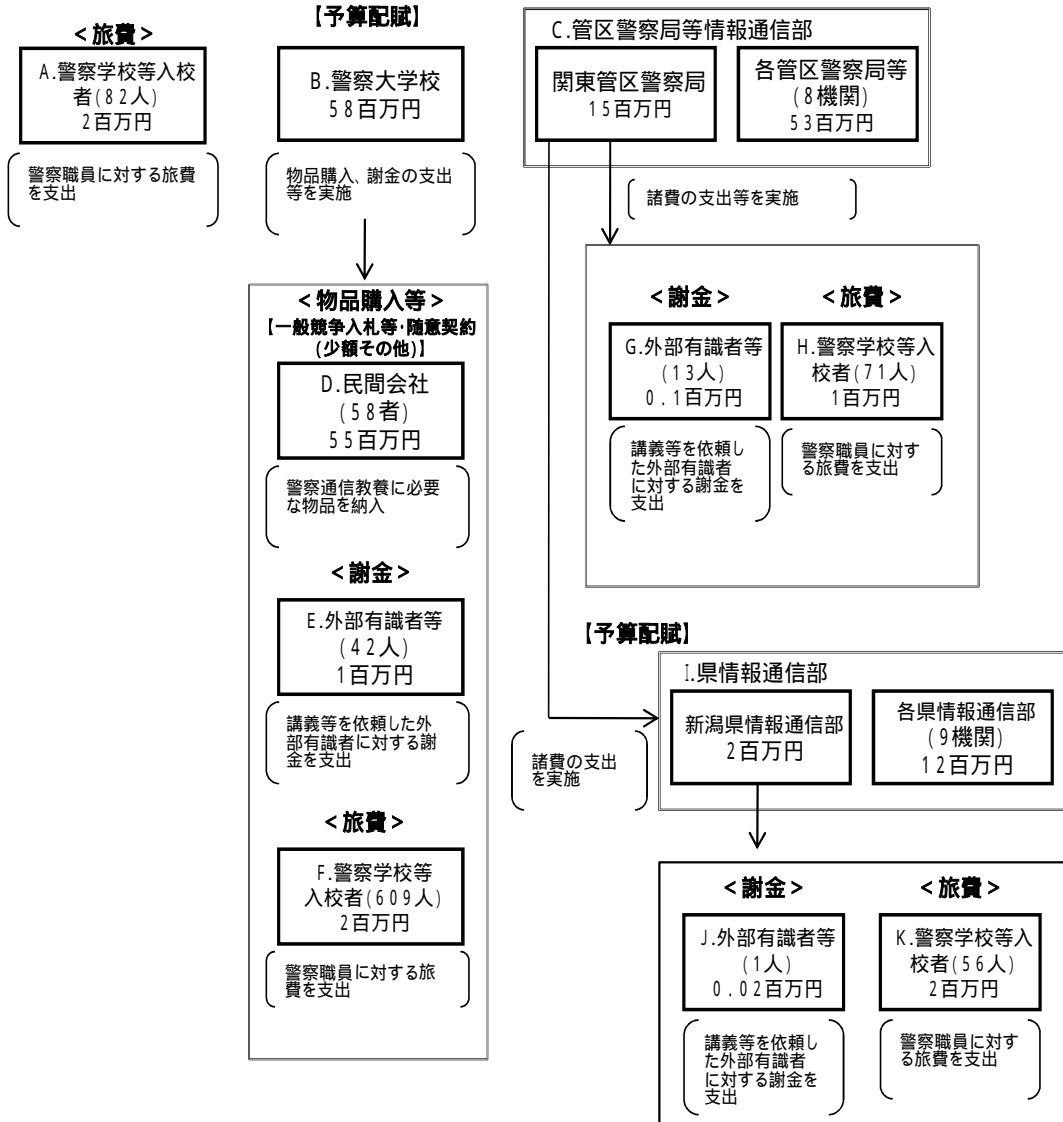 <旅費>
A.警察学校等入校
者(82人)
2百万円
警察職員に対する旅費
を支出
【予算配賦】
B.警察大学校
58百万円
物品購入、謝金の支出
等を実施
<物品購入等>
【一般競争入札等・随意契約
(少額その他)】
D.民間会社
(58者)
55百万円
警察通信教養に必要
な物品を納入
<謝金>
E.外部有識者等
(42人)
1百万円
講義等を依頼した外
部有識者に対する謝
金を支出
<旅費>
F.警察学校等
入校者(609人)
2百万円
警察職員に対する旅
費を支出
C.管区警察局等情報通信部
関東管区警察局
15百万円
各管区警察局等
(8機関)
53百万円
諸費の支出等を実施
<謝金>
G.外部有識者等
(13人)
0.1百万円
講義等を依頼し
た外部有識者
に対する謝金を
支出
<旅費>
H.警察学校等入
校者(71人)
1百万円
警察職員に対す
る旅費を支出
【予算配賦】
諸費の支出
を実施
I.県情報通信部
新潟県情報通信部
2百万円
各県情報通信部
(9機関)
12百万円
<謝金>
J.外部有識者等
(1人)
0.02百万円
講義等を依頼し
た外部有識者
に対する謝金を
支出
<旅費>
K.警察学校等入
校者(56人)
2百万円
警察職員に対す
る旅費を支出